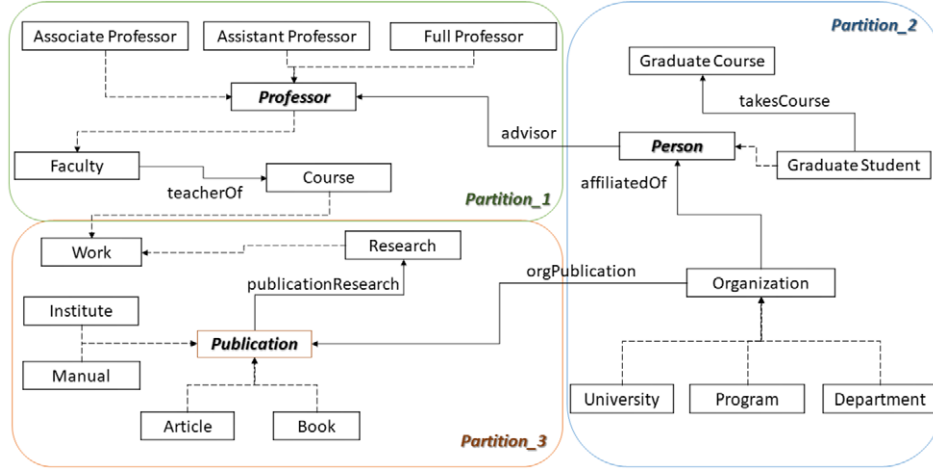 Associate Professor
Assistant Professor
Full Professor
Partition_2
Graduate Course
Professor
takesCourse
advisor
Person
Faculty
Course
Graduate Student
teacherOf
affiliatedOf
Partition_1
Work
Research
orgPublication
publicationResearch
Organization
Institute
Publication
Manual
University
Program
Department
Article
Book
Partition_3